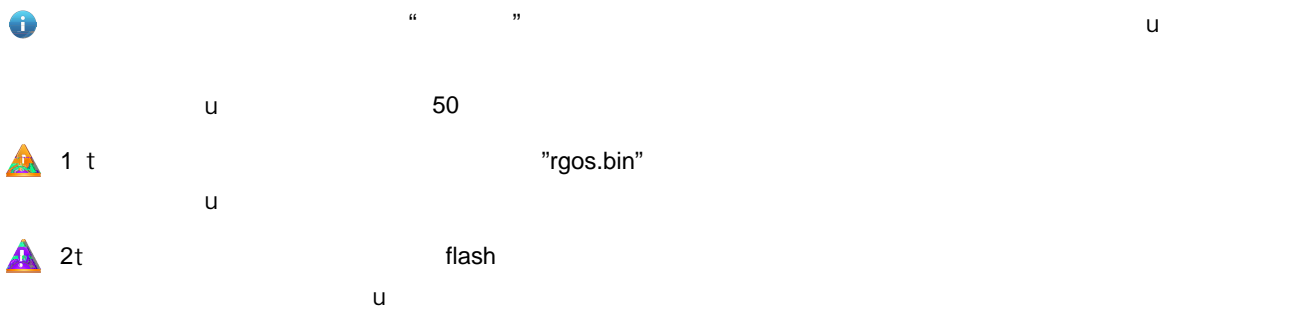 “ ” u
u 50
1 t ”rgos.bin”
u
2t flash
u